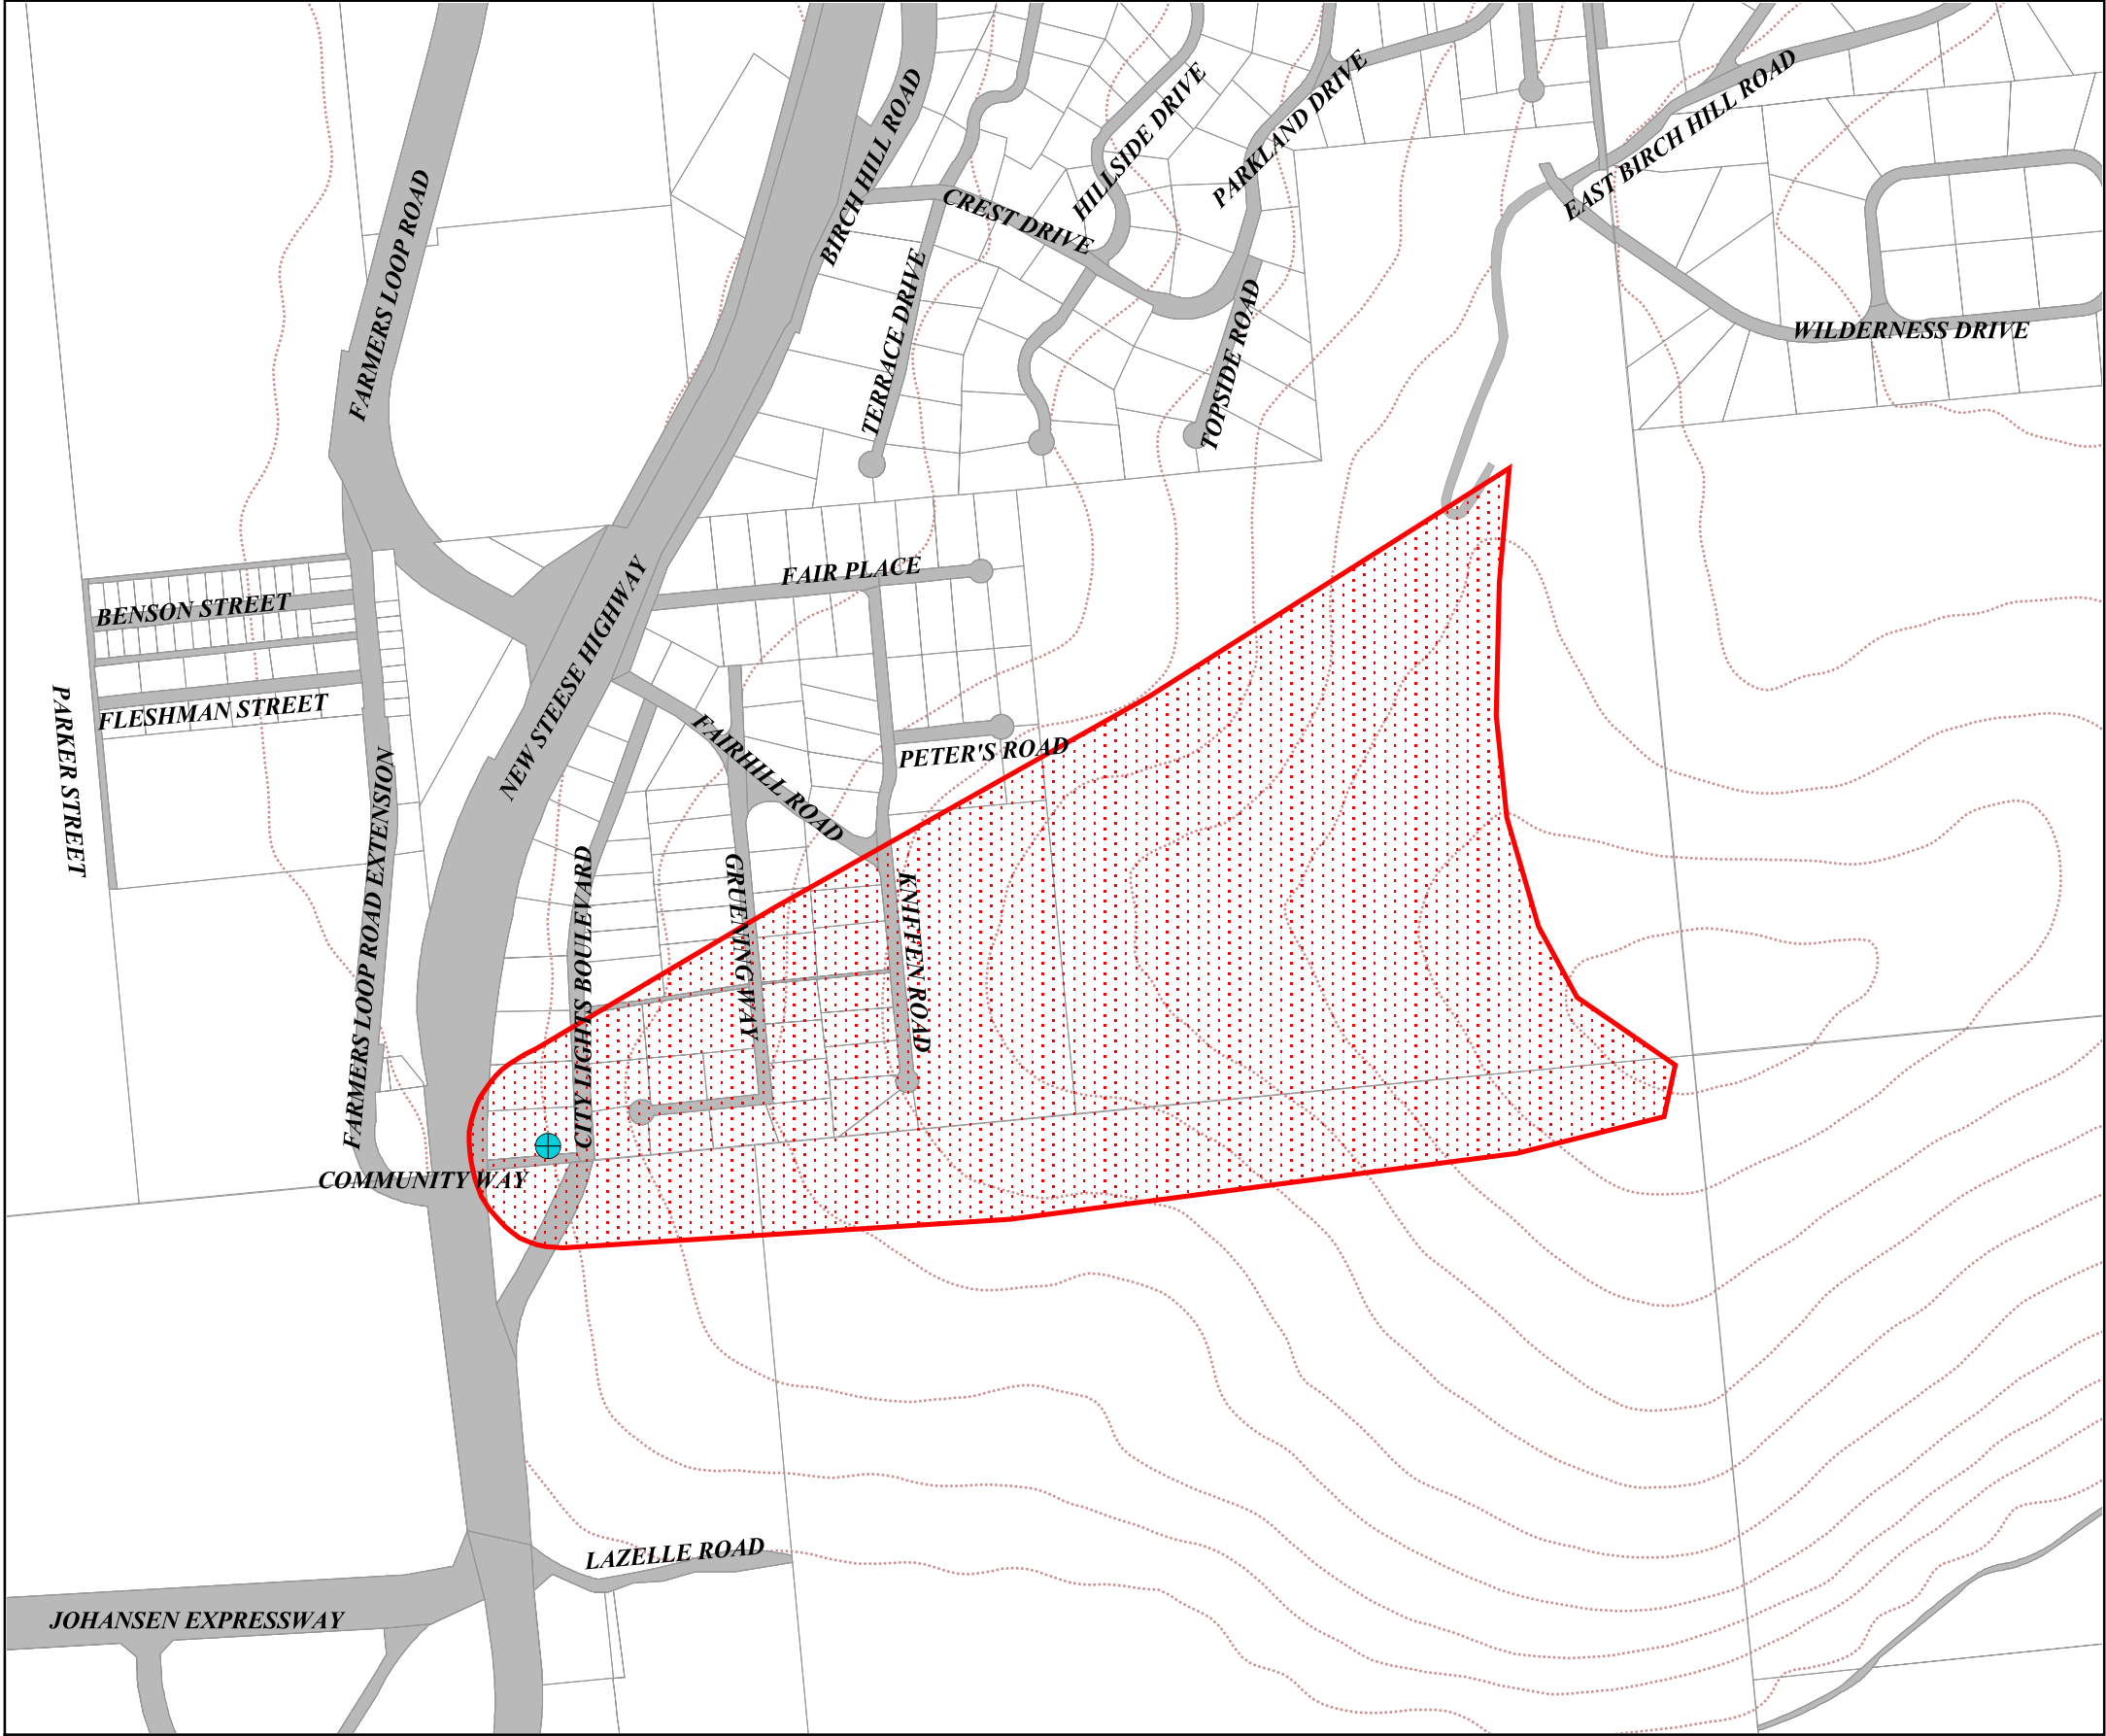 BIRCH HILL ROAD
HILLSIDE DRIVE
PARKLAND DRIVE
EAST BIRCH HILL ROAD
FARMERS LOOP ROAD
CREST DRIVE
TERRACE DRIVE
TOPSIDE ROAD
WILDERNESS DRIVE
FAIR PLACE
BENSON STREET
NEW STEESE HIGHWAY
FLESHMAN STREET
PARKER STREET
FAIRHILL ROAD
PETER'S ROAD
FARMERS LOOP ROAD EXTENSION
CITY LIGHTS BOULEVARD
GRUENING WAY
KNIFFEN ROAD
COMMUNITY WAY
LAZELLE ROAD
JOHANSEN EXPRESSWAY